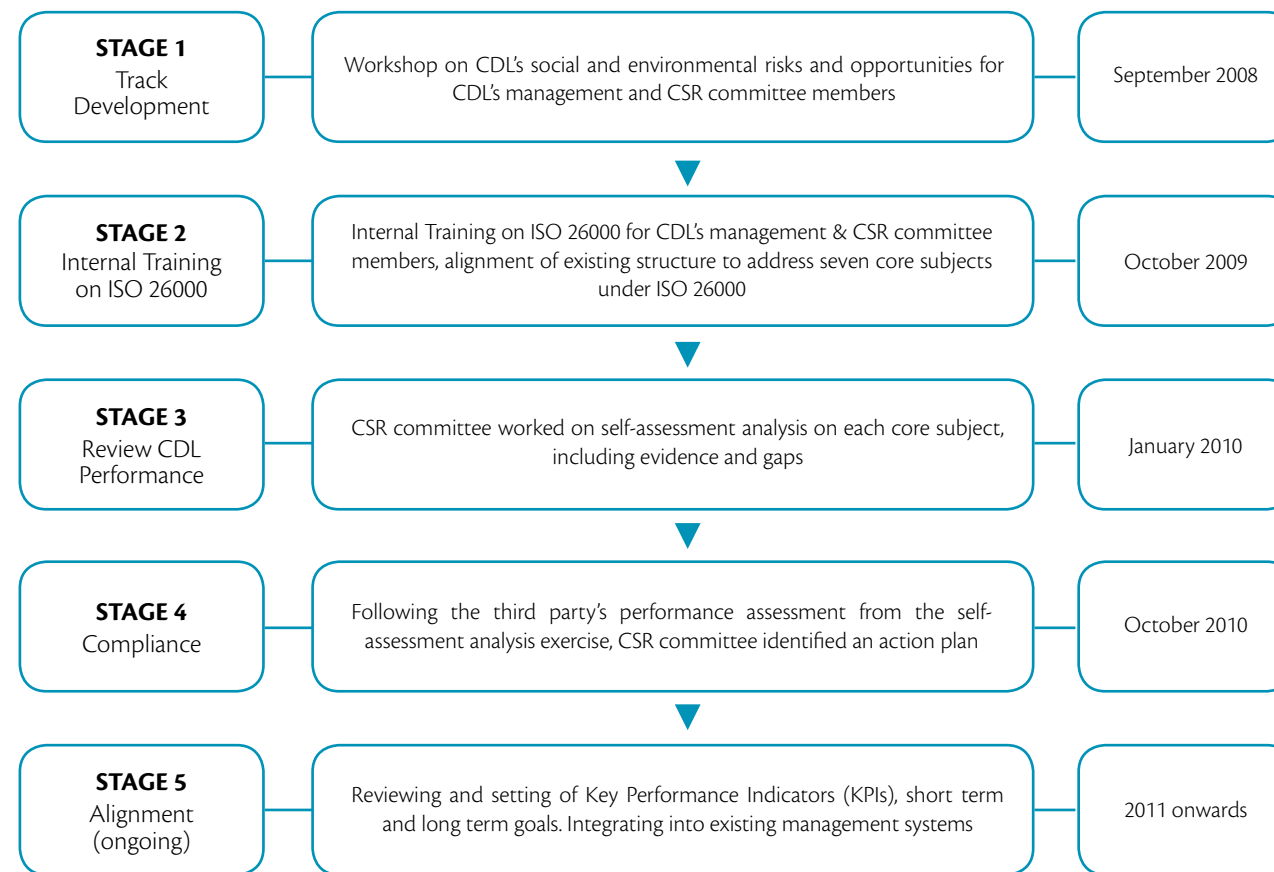 STAGE 1
Track
Development
Workshop on CDL’s social and environmental risks and opportunities for
CDL’s management and CSR committee members
September 2008
STAGE 2
Internal Training
on ISO 26000
Internal Training on ISO 26000 for CDL’s management & CSR committee
members, alignment of existing structure to address seven core subjects
under ISO 26000
October 2009
STAGE 3
Review CDL
Performance
CSR committee worked on self-assessment analysis on each core subject,
including evidence and gaps
January 2010
STAGE 4
Compliance
Following the third party’s performance assessment from the self-
assessment analysis exercise, CSR committee identified an action plan
October 2010
STAGE 5
Alignment
(ongoing)
Reviewing and setting of Key Performance Indicators (KPIs), short term
and long term goals. Integrating into existing management systems
2011 onwards